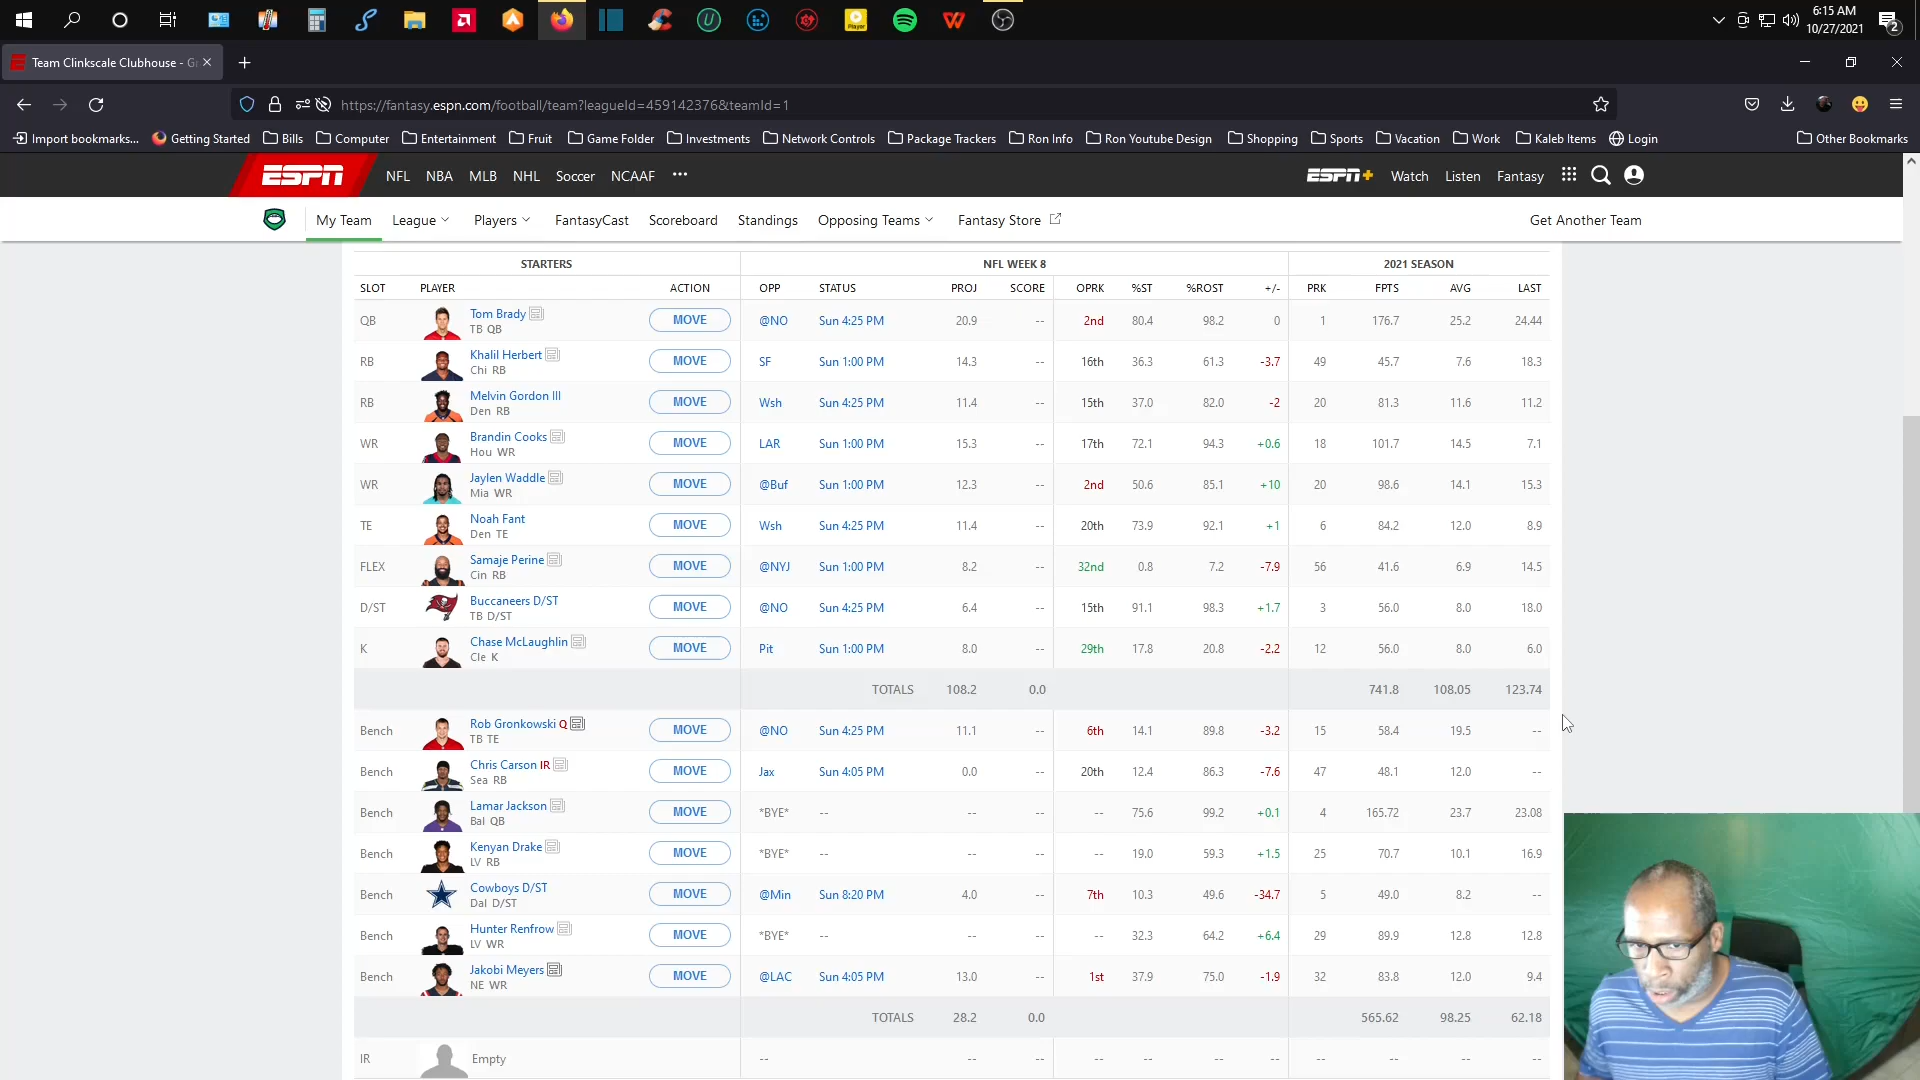 6:15 AM
10/27/2021
2
Team Clinkscale Clubhouse - Gr
https://fantasy.espn.com/football/team?leagueId=459142376&teamId=1
Import bookmarks... Getting Started Bills Computer Entertainment Fruit Game Folder Investments Network Controls Package Trackers Ron Info Ron Youtube Design Shopping Sports Vacation Work Kaleb Items Login Other Bookmarks
ESPN NFL NBA MLB NHL Soccer NCAAF ••• ESPN+ Watch Listen Fantasy
My Team League Players FantasyCast Scoreboard Standings Opposing Teams Fantasy Store Get Another Team
STARTERS NFL WEEK 8 2021 SEASON
SLOT PLAYER ACTION OPP STATUS PROJ SCORE OPRK %ST %ROST +/- PRK FPTS AVG LAST
QB Tom Brady MOVE @NO Sun 4:25 PM 20.9 -- 2nd 80.4 98.2 0 1 176.7 25.2 24.44
TB QB
RB Khalil Herbert MOVE SF Sun 1:00 PM 14.3 -- 16th 36.3 61.3 -3.7 49 45.7 7.6 18.3
Chi RB
RB Melvin Gordon III MOVE Wsh Sun 4:25 PM 11.4 -- 15th 37.0 82.0 -2 20 81.3 11.6 11.2
Den RB
WR Brandin Cooks MOVE LAR Sun 1:00 PM 15.3 -- 17th 72.1 94.3 +0.6 18 101.7 14.5 7.1
Hou WR
WR Jaylen Waddle MOVE @Buf Sun 1:00 PM 12.3 -- 2nd 50.6 85.1 +10 20 98.6 14.1 15.3
Mia WR
TE Noah Fant MOVE Wsh Sun 4:25 PM 11.4 -- 20th 73.9 92.1 +1 6 84.2 12.0 8.9
Den TE
FLEX Samaje Perine MOVE @NYJ Sun 1:00 PM 8.2 -- 32nd 0.8 7.2 -7.9 56 41.6 6.9 14.5
Cin RB
D/ST Buccaneers D/ST MOVE @NO Sun 4:25 PM 6.4 -- 15th 91.1 98.3 +1.7 3 56.0 8.0 18.0
TB D/ST
K Chase McLaughlin MOVE Pit Sun 1:00 PM 8.0 -- 29th 17.8 20.8 -2.2 12 56.0 8.0 6.0
Cle K
TOTALS 108.2 0.0 741.8 108.05 123.74
Bench Rob Gronkowski Q MOVE @NO Sun 4:25 PM 11.1 -- 6th 14.1 89.8 -3.2 15 58.4 19.5 --
TB TE
Bench Chris Carson IR MOVE Jax Sun 4:05 PM 0.0 -- 20th 12.4 86.3 -7.6 47 48.1 12.0 --
Sea RB
Bench Lamar Jackson MOVE *BYE* -- -- -- -- 75.6 99.2 +0.1 4 165.72 23.7 23.08
Bal QB
Bench Kenyan Drake MOVE *BYE* -- -- -- -- 19.0 59.3 +1.5 25 70.7 10.1 16.9
LV RB
Bench Cowboys D/ST MOVE @Min Sun 8:20 PM 4.0 -- 7th 10.3 49.6 -34.7 5 49.0 8.2 --
Dal D/ST
Bench Hunter Renfrow MOVE *BYE* -- -- -- -- 32.3 64.2 +6.4 29 89.9 12.8 12.8
LV WR
Bench Jakobi Meyers MOVE @LAC Sun 4:05 PM 13.0 -- 1st 37.9 75.0 -1.9 32 83.8 12.0 9.4
NE WR
TOTALS 28.2 0.0 565.62 98.25 62.18
IR Empty -- -- -- -- -- -- -- -- -- -- --